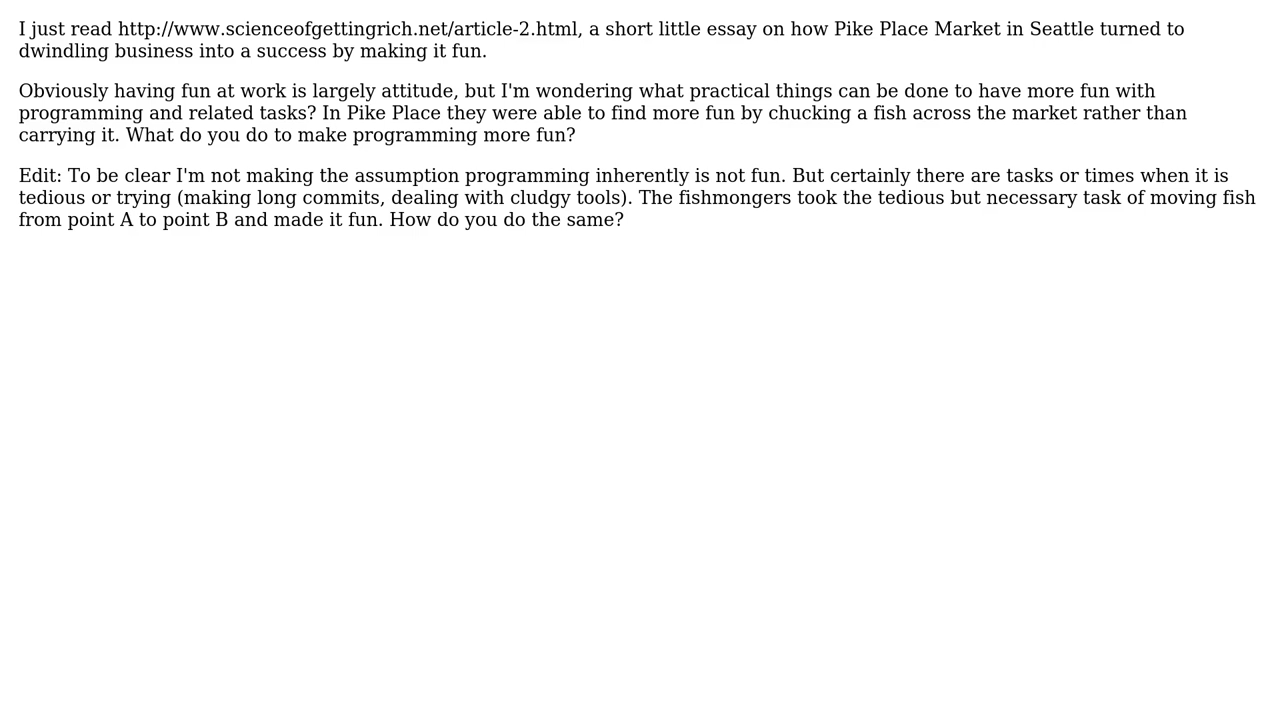 I just read http://www.scienceofgettingrich.net/article-2.html, a short little essay on how Pike Place Market in Seattle turned to
dwindling business into a success by making it fun.
Obviously having fun at work is largely attitude, but I'm wondering what practical things can be done to have more fun with
programming and related tasks? In Pike Place they were able to find more fun by chucking a fish across the market rather than
carrying it. What do you do to make programming more fun?
Edit: To be clear I'm not making the assumption programming inherently is not fun. But certainly there are tasks or times when it is
tedious or trying (making long commits, dealing with cludgy tools). The fishmongers took the tedious but necessary task of moving fish
from point A to point B and made it fun. How do you do the same?